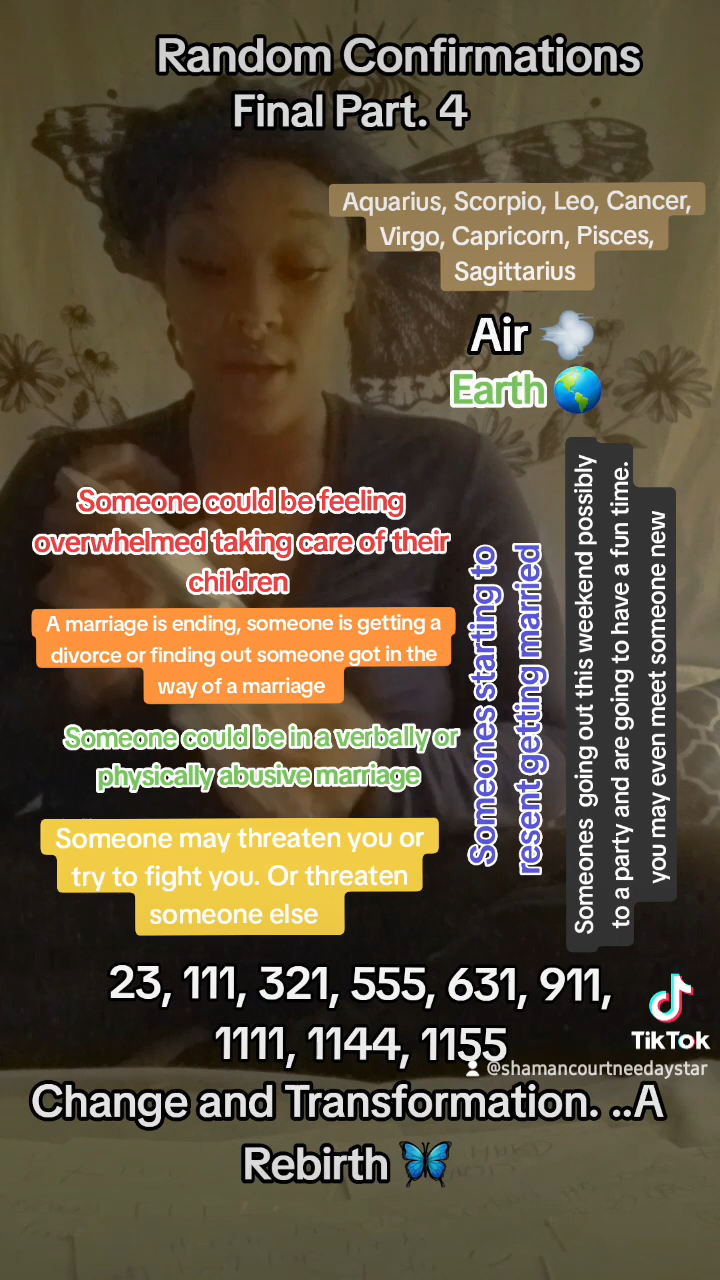 Random Confirmations
Final Part. 4
Aquarius, Scorpio, Leo, Cancer,
Virgo, Capricorn, Pisces,
Sagittarius
Air
Earth
Someone could be feeling
overwhelmed taking care of their
children
A marriage is ending, someone is getting a
divorce or finding out someone got in the
way of a marriage
Someone could be in a verbally or
physically abusive marriage
Someone may threaten you or
try to fight you. Or threaten
someone else
Someones starting to
resent getting married
Someones going out this weekend possibly
to a party and are going to have a fun time.
you may even meet someone new
23, 111, 321, 555, 631, 911,
1111, 1144, 1155
TikTok
@shamancourtneedaystar
Change and Transformation. ..A
Rebirth